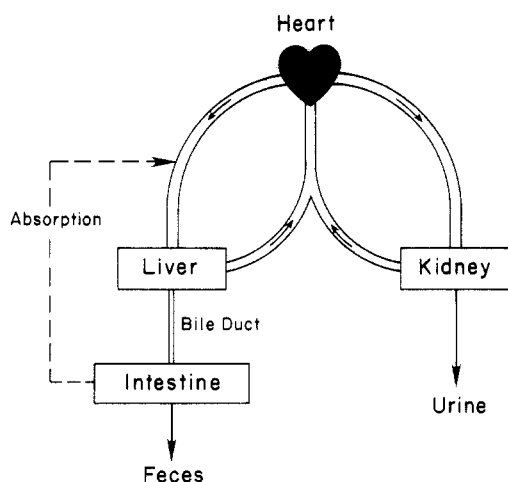 Heart
Absorption
Liver
Kidney
Bile Duct
Intestine
Urine
Feces